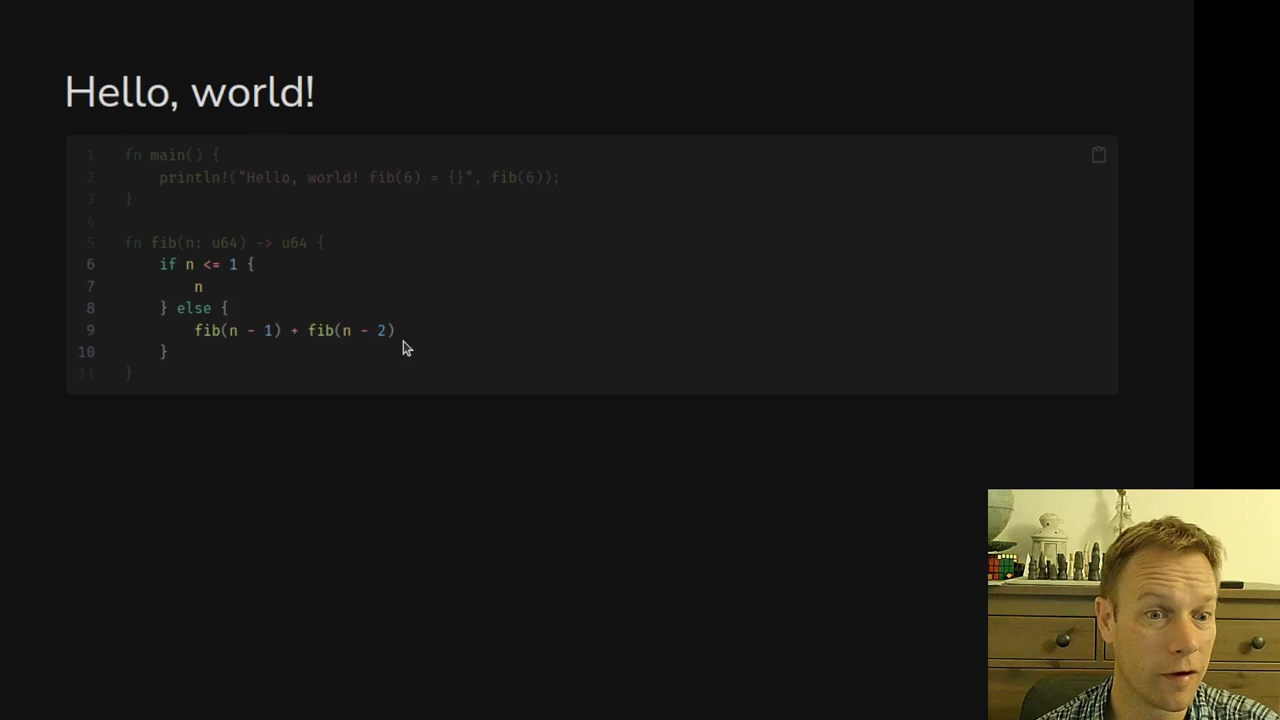 Hello, world!
1 fn main() {
2 println!("Hello, world! fib(6) = {}", fib(6));
3 }
4
5 fn fib(n: u64) -> u64 {
6 if n <= 1 {
7 n
8 } else {
9 fib(n - 1) + fib(n - 2)
10 }
11 }